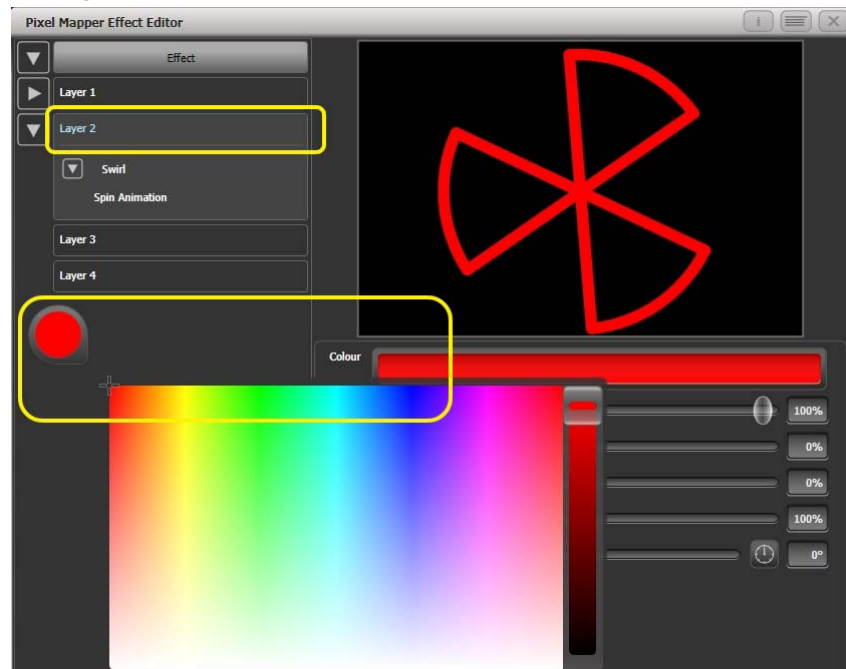 Pixel Mapper Effect Editor
i
Effect
Layer 1
Layer 2
Swirl
Spin Animation
Layer 3
Layer 4
Colour
100%
0%
0%
100%
0°